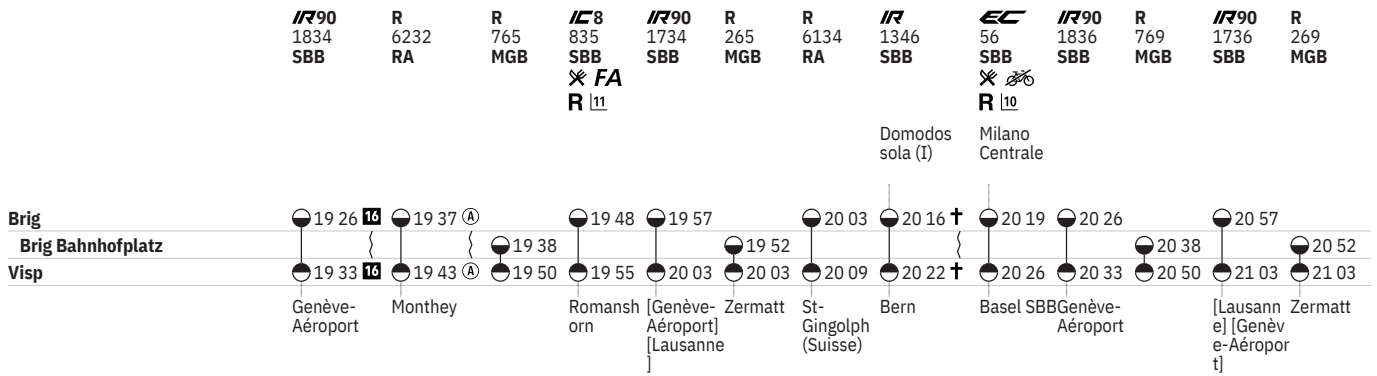 IR90 R R IC8 IR90 R R IR EC IR90 R IR90 R
1834 6232 765 835 1734 265 6134 1346 56 1836 769 1736 269
SBB RA MGB SBB SBB MGB RA SBB SBB SBB MGB SBB MGB
FA
R 11 R 10
Domodos Milano
sola (I) Centrale
Brig 19 26 16 19 37 A 19 48 19 57 20 03 20 16 ✝ 20 19 20 26 20 57
Brig Bahnhofplatz 19 38 19 52 20 38 20 52
Visp 19 33 16 19 43 A 19 50 19 55 20 03 20 03 20 09 20 22 ✝ 20 26 20 33 20 50 21 03 21 03
Genève- Monthey Romansh [Genève- Zermatt St- Bern Basel SBB Genève- [Lausann Zermatt
Aéroport orn Aéroport] Gingolph Aéroport e] [Genèv
[Lausanne (Suisse) e-Aéropor
] t]